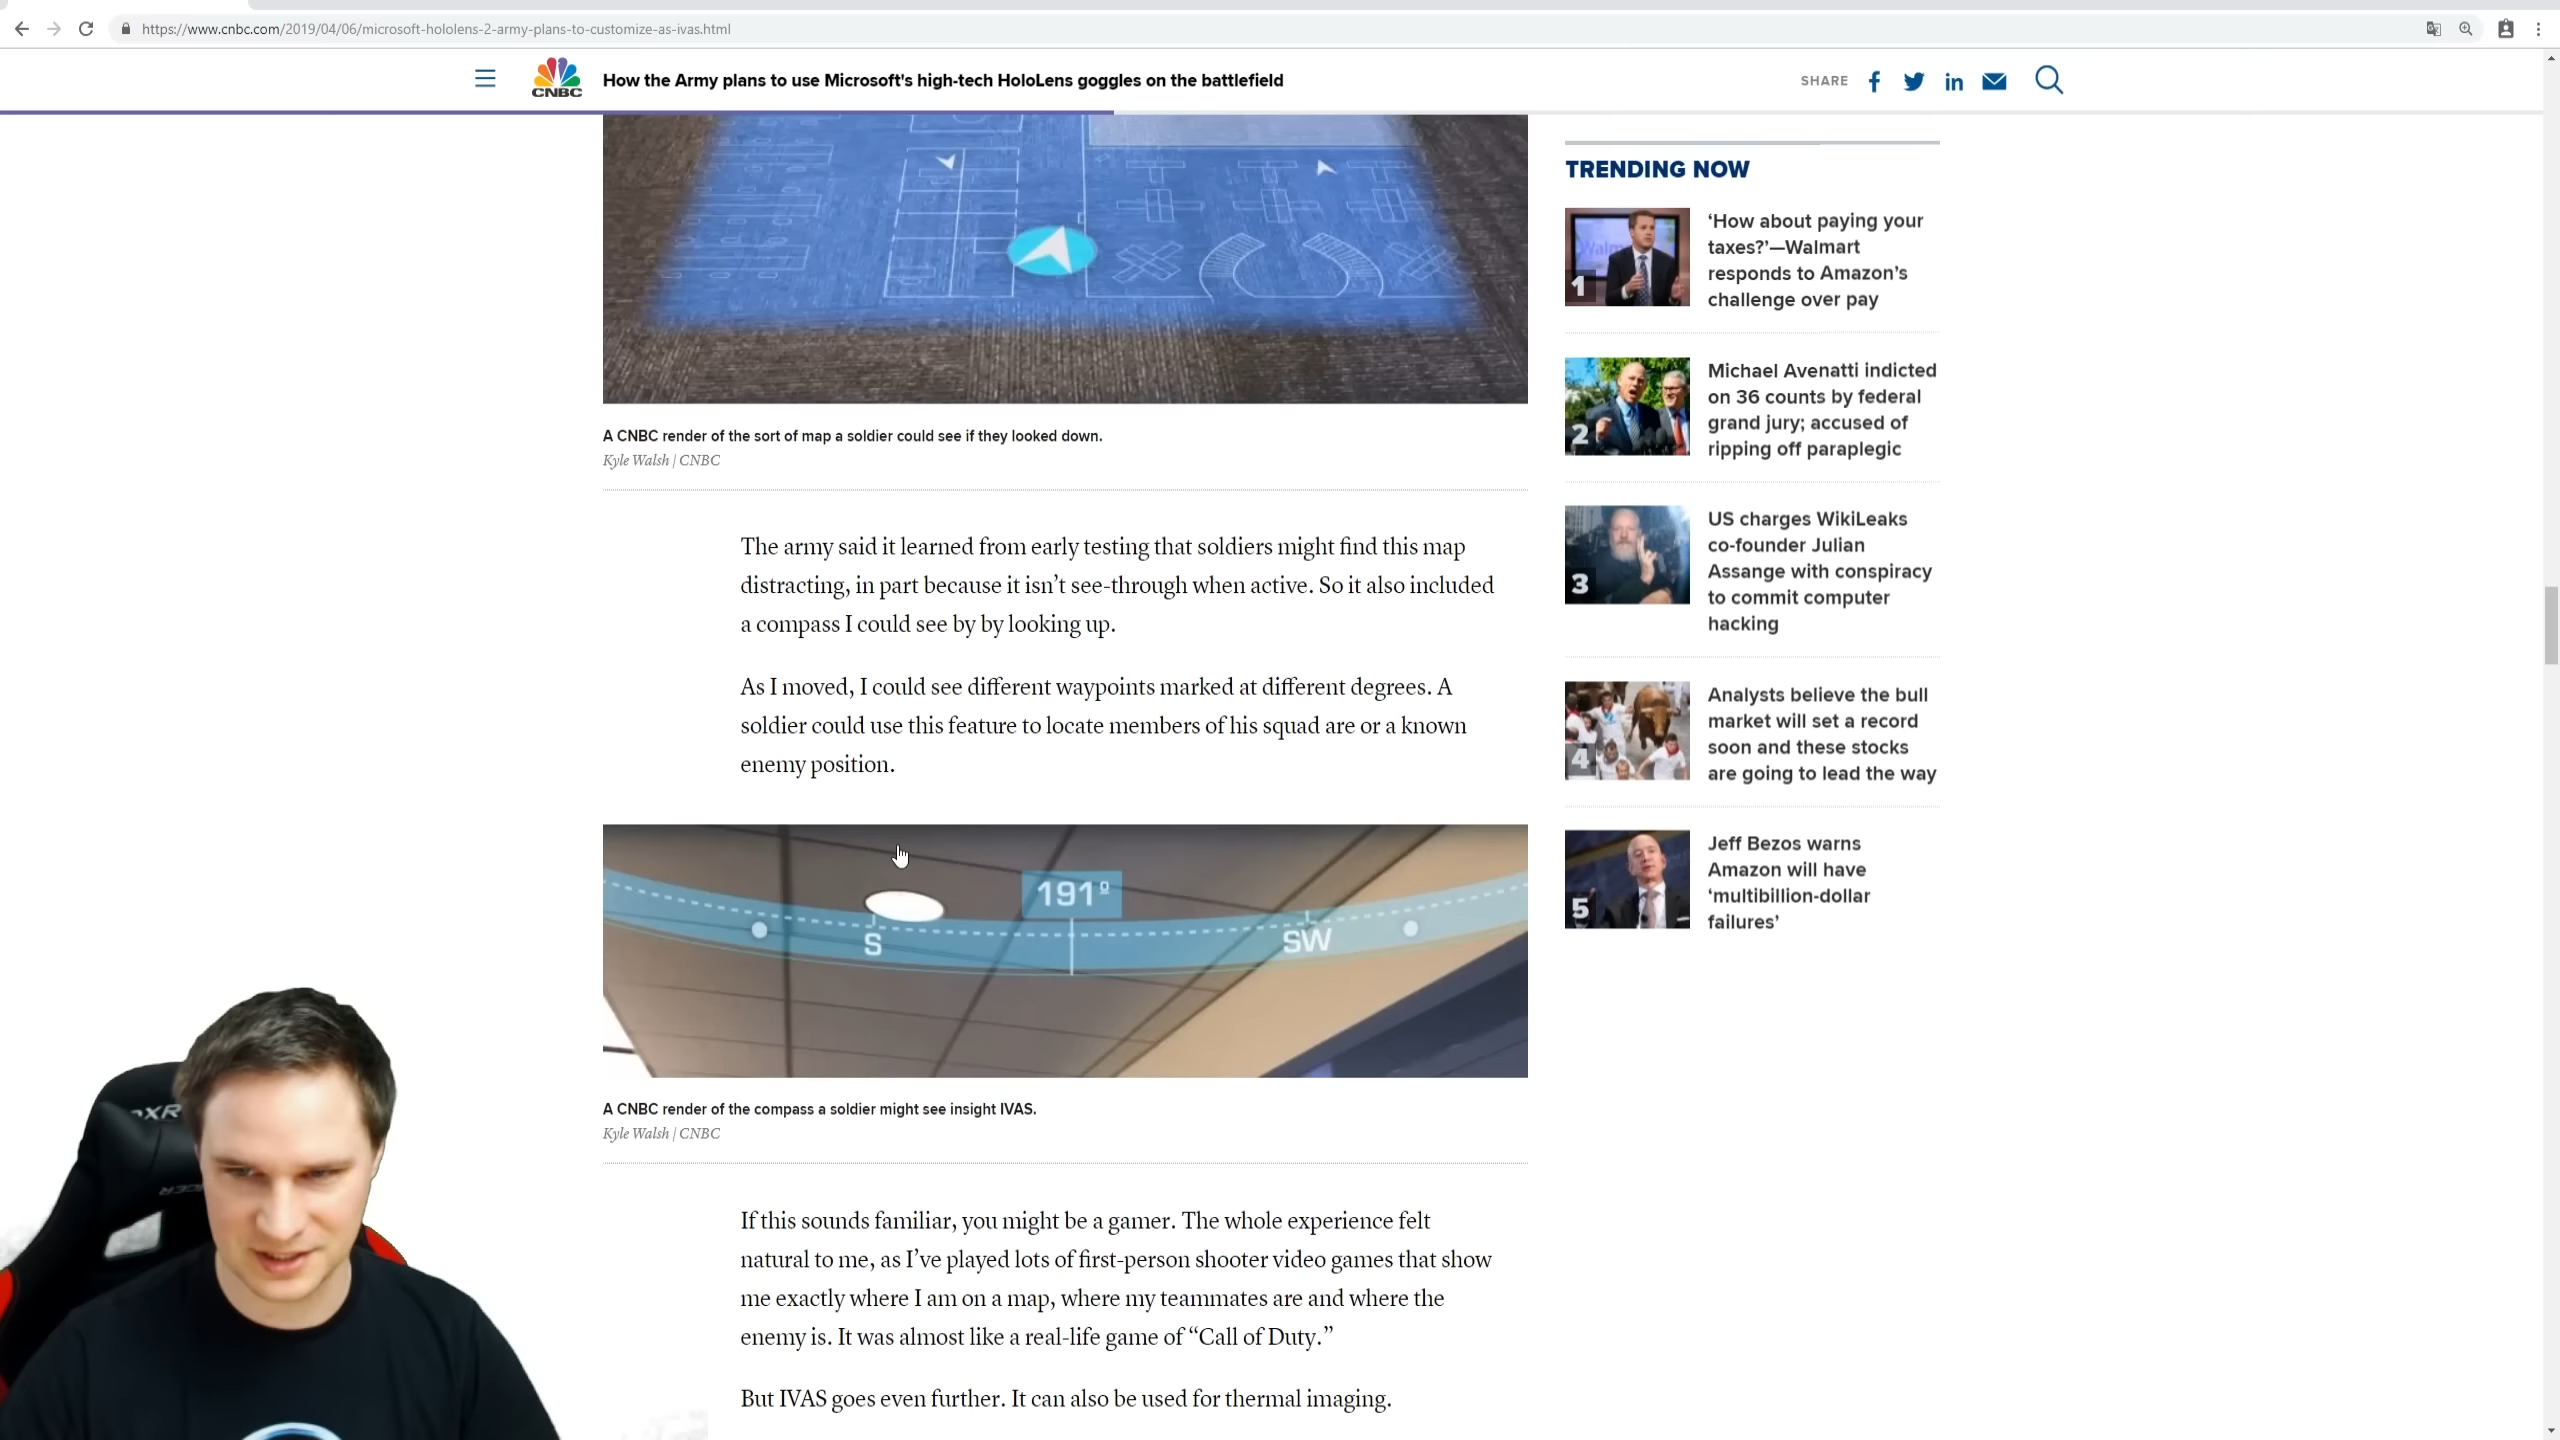 https://www.cnbc.com/2019/04/06/microsoft-hololens-2-army-plans-to-customize-as-ivas.html
CNBC
How the Army plans to use Microsoft's high-tech HoloLens goggles on the battlefield
SHARE
A CNBC render of the sort of map a soldier could see if they looked down.
Kyle Walsh | CNBC
The army said it learned from early testing that soldiers might find this map
distracting, in part because it isn’t see-through when active. So it also included
a compass I could see by by looking up.
As I moved, I could see different waypoints marked at different degrees. A
soldier could use this feature to locate members of his squad are or a known
enemy position.
191º
S
SW
A CNBC render of the compass a soldier might see insight IVAS.
Kyle Walsh | CNBC
If this sounds familiar, you might be a gamer. The whole experience felt
natural to me, as I’ve played lots of first-person shooter video games that show
me exactly where I am on a map, where my teammates are and where the
enemy is. It was almost like a real-life game of “Call of Duty.”
But IVAS goes even further. It can also be used for thermal imaging.
TRENDING NOW
1
‘How about paying your
taxes?’—Walmart
responds to Amazon’s
challenge over pay
2
Michael Avenatti indicted
on 36 counts by federal
grand jury; accused of
ripping off paraplegic
3
US charges WikiLeaks
co-founder Julian
Assange with conspiracy
to commit computer
hacking
4
Analysts believe the bull
market will set a record
soon and these stocks
are going to lead the way
5
Jeff Bezos warns
Amazon will have
‘multibillion-dollar
failures’